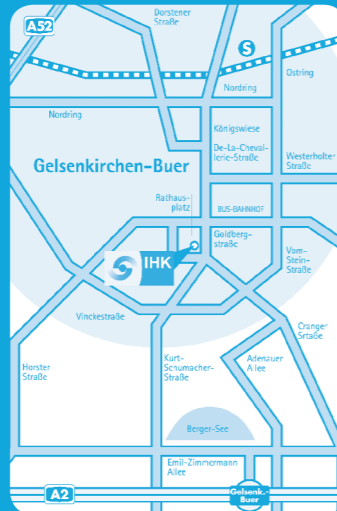 Dorstener
Straße
A52
S
Ostring
Nordring
Nordring
Königswiese
De-La-Cheval-
lerie-Straße
Westerholter
Straße
Gelsenkirchen-Buer
Rathaus-
platz
BUS-BAHNHOF
Goldberg-
straße
Vom-
Stein-
Straße
IHK
Vinckestraße
Cranger
Srtaße
Horster
Straße
Kurt-
Schumacher-
Straße
Adenauer
Allee
Berger-See
Emil-Zimmermann
Allee
A2
Gelsenk.-
Buer